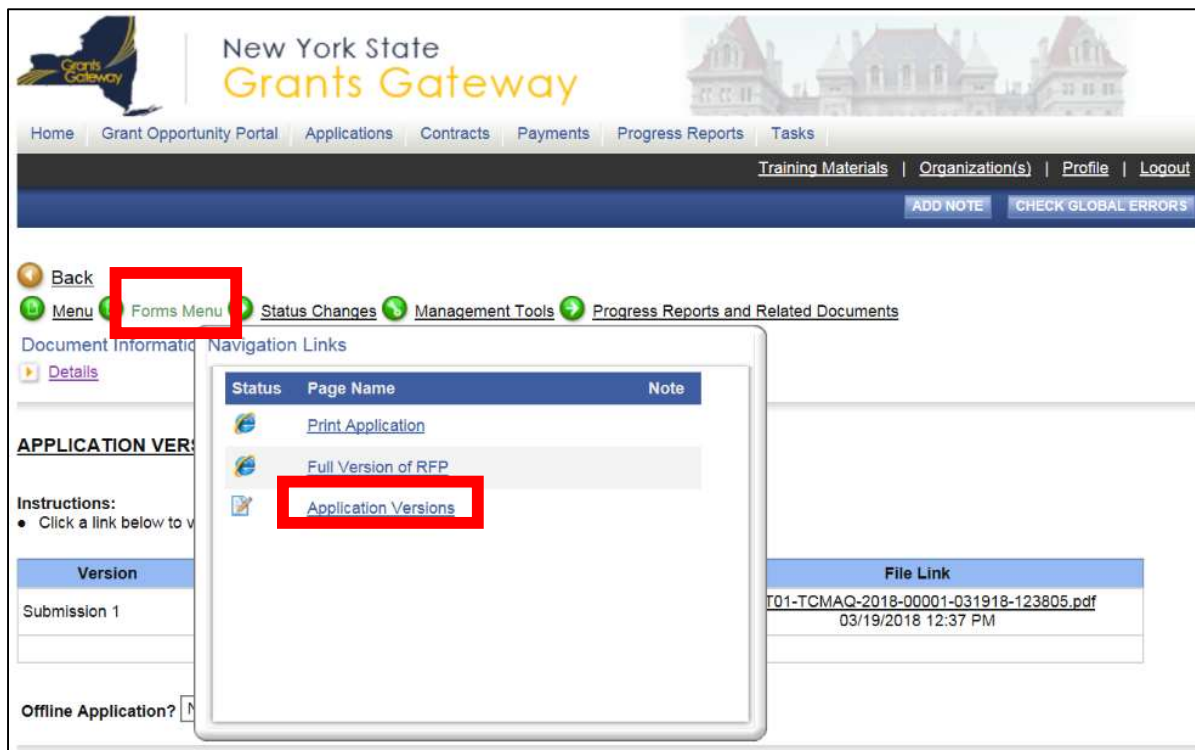 Grants
Gateway
New York State
Grants Gateway
Home Grant Opportunity Portal Applications Contracts Payments Progress Reports Tasks
Training Materials | Organization(s) | Profile | Logout
ADD NOTE CHECK GLOBAL ERRORS
Back
Menu Forms Menu Status Changes Management Tools Progress Reports and Related Documents
Document Informatic Navigation Links
Details
Status Page Name Note
Print Application
APPLICATION VERS
Full Version of RFP
Instructions:
Application Versions
• Click a link below to v
Version File Link
Submission 1 T01-TCMAQ-2018-00001-031918-123805.pdf
03/19/2018 12:37 PM
Offline Application? N